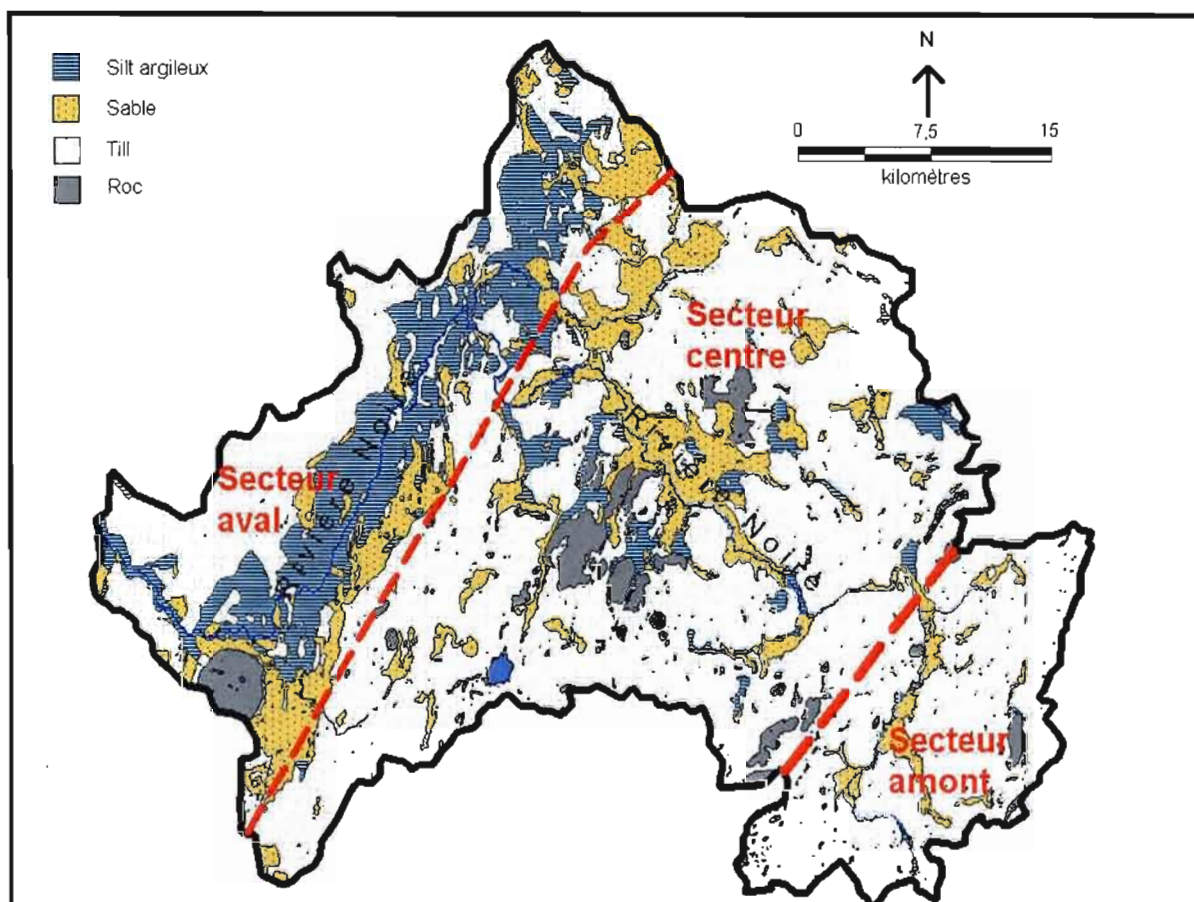 Silt argileux
Sable
Till
Roc
N
0 7,5 15
kilomètres
Secteur
centre
Rivière Noire
Secteur
aval
Rivière Noire
Secteur
amont